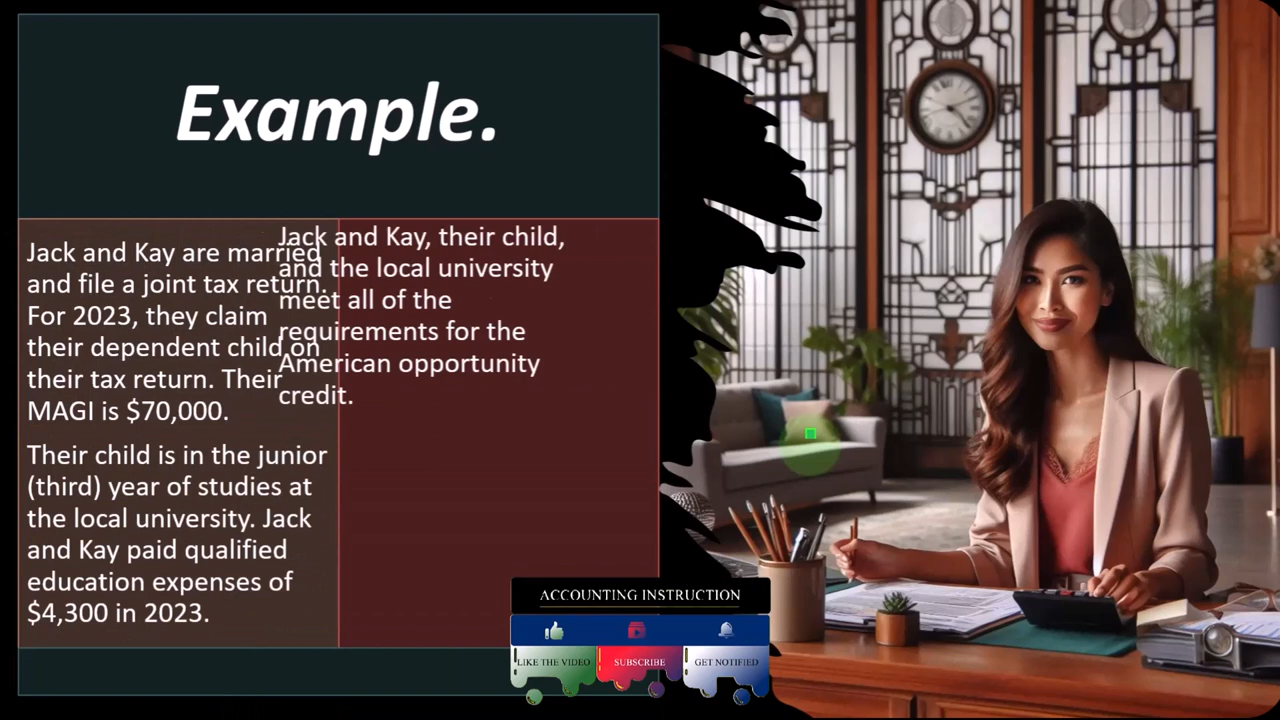 Example.
Jack and Kay are married
and file a joint tax return.
For 2023, they claim
their dependent child on
their tax return. Their
MAGI is $70,000.
Their child is in the junior
(third) year of studies at
the local university. Jack
and Kay paid qualified
education expenses of
$4,300 in 2023.
Jack and Kay, their child,
and the local university
meet all of the
requirements for the
American opportunity
credit.
ACCOUNTING INSTRUCTION
LIKE THE VIDEO
SUBSCRIBE
GET NOTIFIED